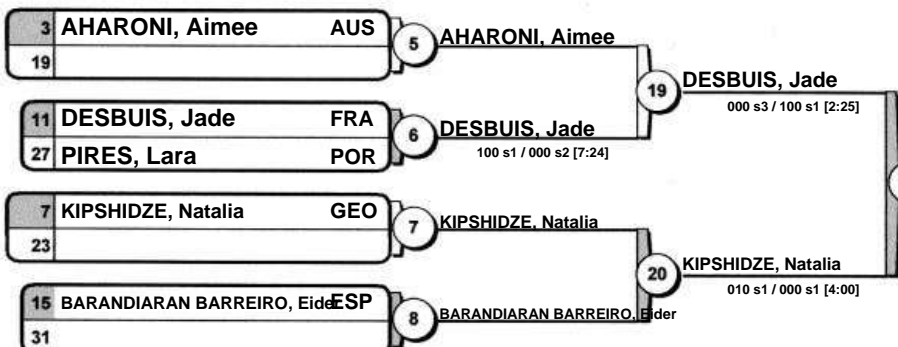 3 AHARONI, Aimee AUS
19
5
AHARONI, Aimee
11 DESBUIS, Jade FRA
27 PIRES, Lara POR
6
DESBUIS, Jade
100 s1 / 000 s2 [7:24]
19
DESBUIS, Jade
000 s3 / 100 s1 [2:25]
7 KIPSHIDZE, Natalia GEO
23
7
KIPSHIDZE, Natalia
15 BARANDIARAN BARREIRO, Eider ESP
31
8
BARANDIARAN BARREIRO, Eider
20
KIPSHIDZE, Natalia
010 s1 / 000 s1 [4:00]